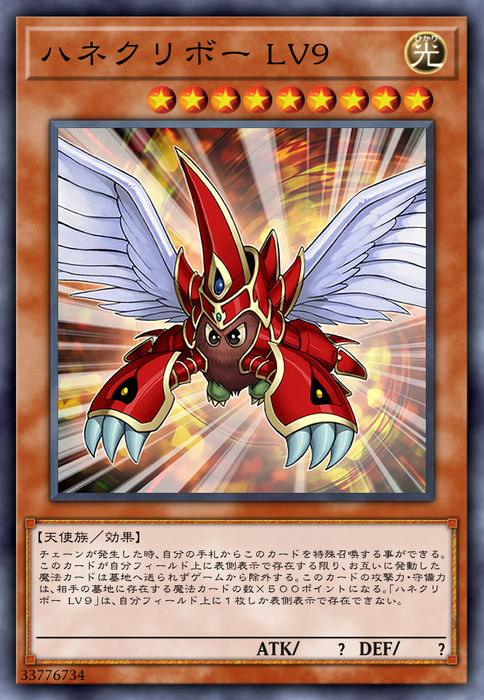 ハネクリボー LV9
ひかり
光
【天使族／効果】
チェーンが発生した時、自分の手札からこのカードを特殊召喚する事ができる。
このカードが自分フィールド上に表側表示で存在する限り、お互いに発動した
魔法カードは墓地へ送られずゲームから除外する。このカードの攻撃力・守備力
は、相手の墓地に存在する魔法カードの数×５００ポイントになる。「ハネクリ
ボー ＬＶ９」は、自分フィールド上に１枚しか表側表示で存在できない。
ATK/ ? DEF/ ?
33776734